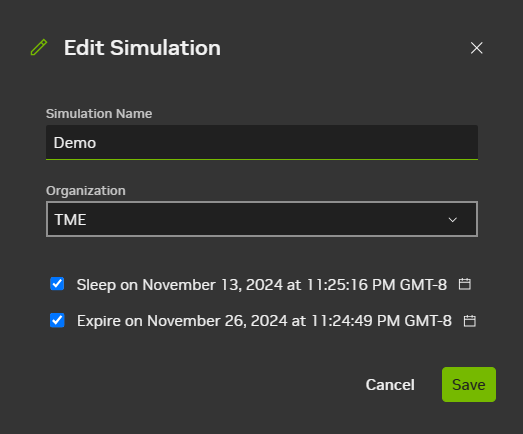 Edit Simulation
Simulation Name
Demo
Organization
TME
Sleep on November 13, 2024 at 11:25:16 PM GMT-8
Expire on November 26, 2024 at 11:24:49 PM GMT-8
Cancel Save